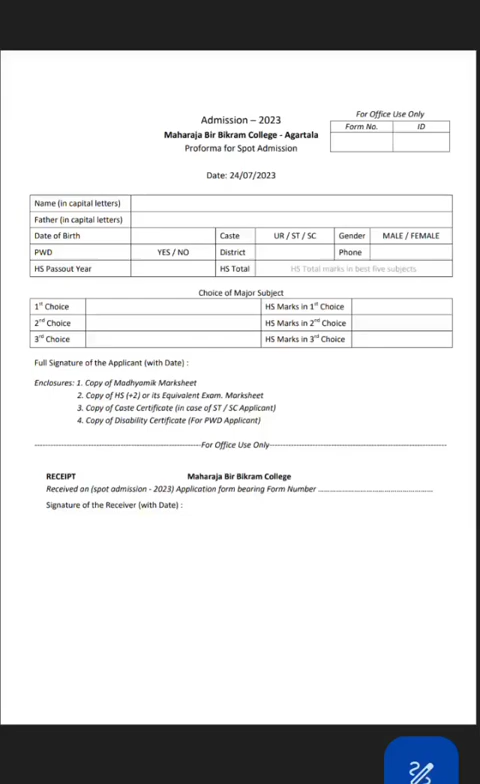 Admission – 2023
Maharaja Bir Bikram College - Agartala
Proforma for Spot Admission
For Office Use Only
Form No. ID
Date: 24/07/2023
Name (in capital letters)
Father (in capital letters)
Date of Birth Caste UR / ST / SC Gender MALE / FEMALE
PWD YES / NO District Phone
HS Passout Year HS Total HS Total marks in best five subjects
Choice of Major Subject
1st Choice HS Marks in 1st Choice
2nd Choice HS Marks in 2nd Choice
3rd Choice HS Marks in 3rd Choice
Full Signature of the Applicant (with Date) :
Enclosures: 1. Copy of Madhyamik Marksheet
2. Copy of HS (+2) or its Equivalent Exam. Marksheet
3. Copy of Caste Certificate (in case of ST / SC Applicant)
4. Copy of Disability Certificate (For PWD Applicant)
For Office Use Only
RECEIPT Maharaja Bir Bikram College
Received an (spot admission - 2023) Application form bearing Form Number ........................................
Signature of the Receiver (with Date) :